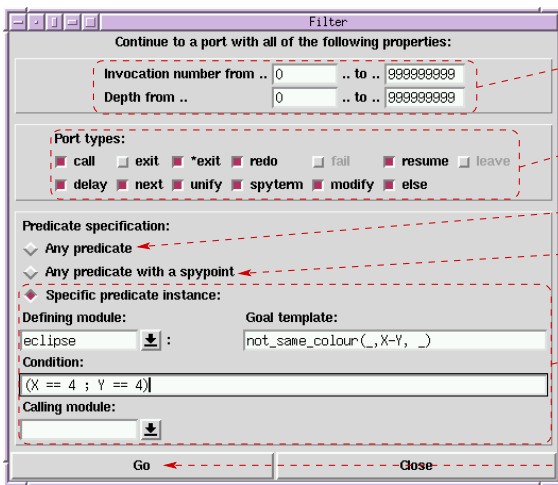 Filter
Continue to a port with all of the following properties:
Invocation number from .. 0 .. to .. 999999999
Depth from .. 0 .. to .. 999999999
Port types:
call exit *exit redo fail resume leave
delay next unify spyterm modify else
Predicate specification:
Any predicate
Any predicate with a spypoint
Specific predicate instance:
Defining module: Goal template:
eclipse : not_same_colour(_,X-Y, _)
Condition:
(X == 4 ; Y == 4)
Calling module:
Go Close